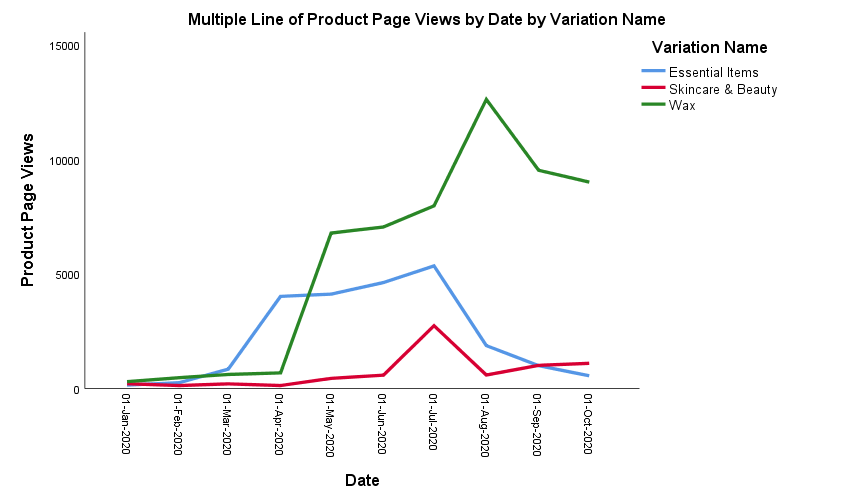 Multiple Line of Product Page Views by Date by Variation Name
Variation Name
Essential Items
Skincare & Beauty
Wax
Product Page Views
15000
10000
5000
0
01-Jan-2020
01-Feb-2020
01-Mar-2020
01-Apr-2020
01-May-2020
01-Jun-2020
01-Jul-2020
01-Aug-2020
01-Sep-2020
01-Oct-2020
Date